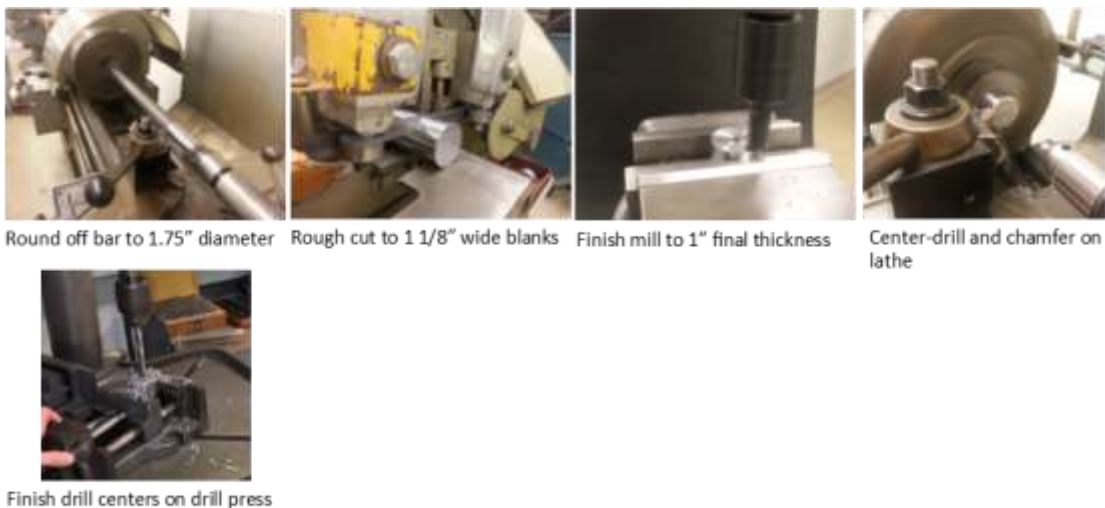 Round off bar to 1.75” diameter
Rough cut to 1 1/8” wide blanks
Finish mill to 1” final thickness
Center-drill and chamfer on
lathe
Finish drill centers on drill press